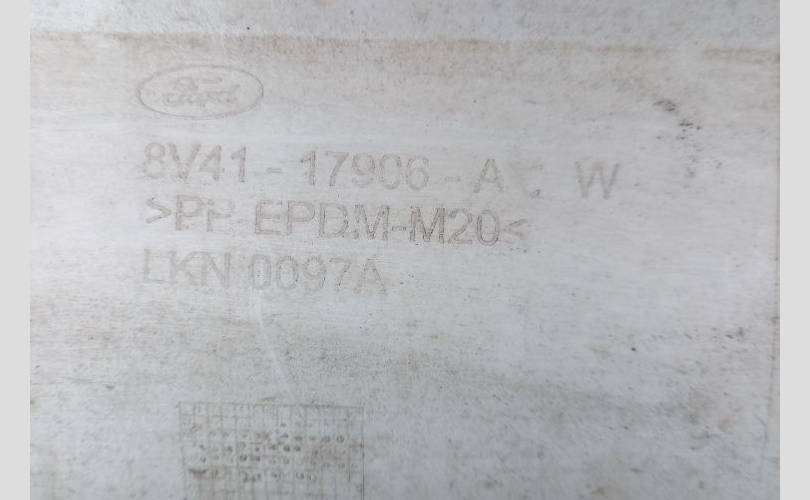 Ford
8V41-17906-A W
>PP EPDM-M20<
LKN 0097A